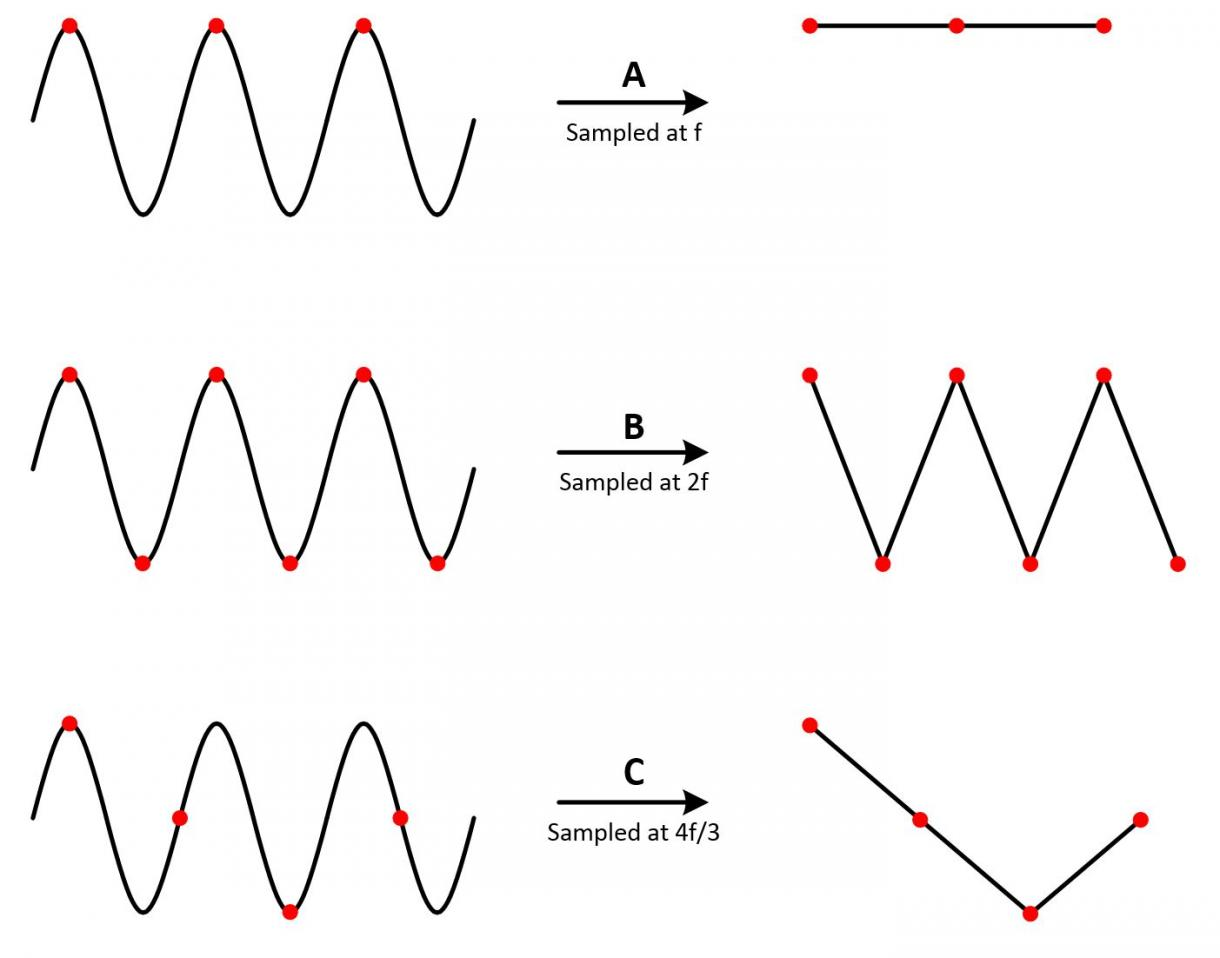 A
Sampled at f
B
Sampled at 2f
C
Sampled at 4f/3